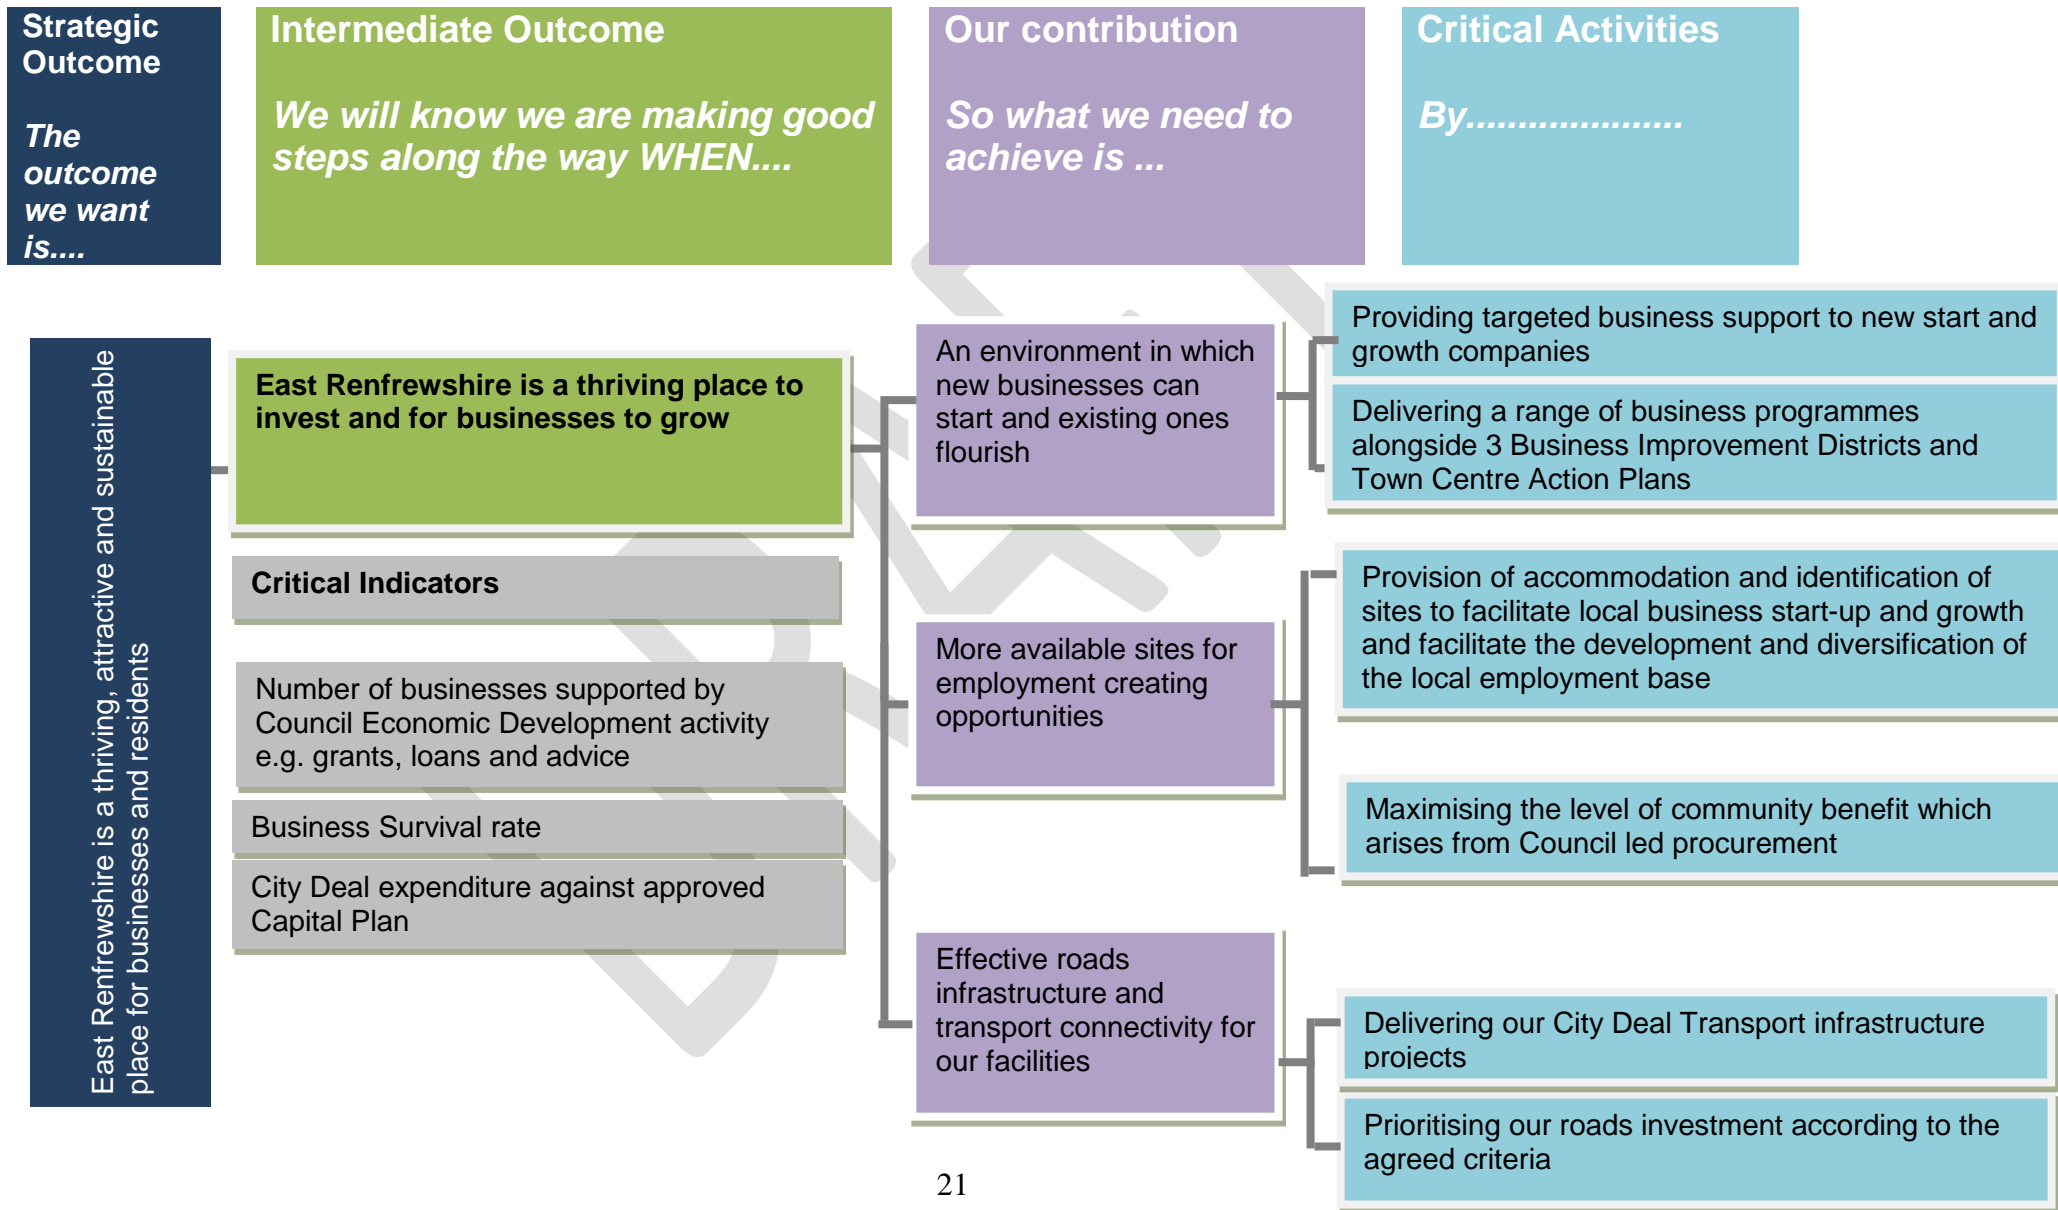 Strategic
Outcome
The
outcome
we want
is....
Intermediate Outcome
We will know we are making good
steps along the way WHEN....
Our contribution
So what we need to
achieve is ...
Critical Activities
By.....................
East Renfrewshire is a thriving, attractive and sustainable
place for businesses and residents
East Renfrewshire is a thriving place to
invest and for businesses to grow
Critical Indicators
Number of businesses supported by
Council Economic Development activity
e.g. grants, loans and advice
Business Survival rate
City Deal expenditure against approved
Capital Plan
An environment in which
new businesses can
start and existing ones
flourish
More available sites for
employment creating
opportunities
Effective roads
infrastructure and
transport connectivity for
our facilities
Providing targeted business support to new start and
growth companies
Delivering a range of business programmes
alongside 3 Business Improvement Districts and
Town Centre Action Plans
Provision of accommodation and identification of
sites to facilitate local business start-up and growth
and facilitate the development and diversification of
the local employment base
Maximising the level of community benefit which
arises from Council led procurement
Delivering our City Deal Transport infrastructure
projects
Prioritising our roads investment according to the
agreed criteria
DRAFT
21